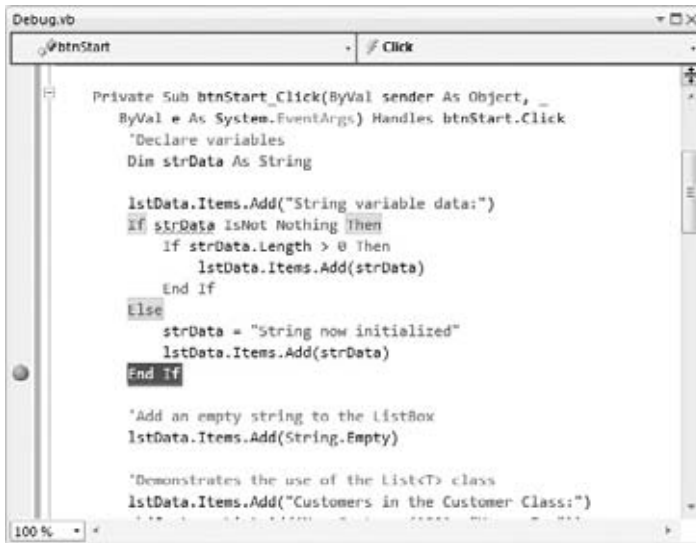 Debug.vb
btnStart Click
Private Sub btnStart_Click(ByVal sender As Object, _
ByVal e As System.EventArgs) Handles btnStart.Click
'Declare variables
Dim strData As String
lstData.Items.Add("String variable data:")
If strData IsNot Nothing Then
If strData.Length > 0 Then
lstData.Items.Add(strData)
End If
Else
strData = "String now initialized"
lstData.Items.Add(strData)
End If
'Add an empty string to the ListBox
lstData.Items.Add(String.Empty)
'Demonstrates the use of the List<T> class
lstData.Items.Add("Customers in the Customer Class:")
100 %